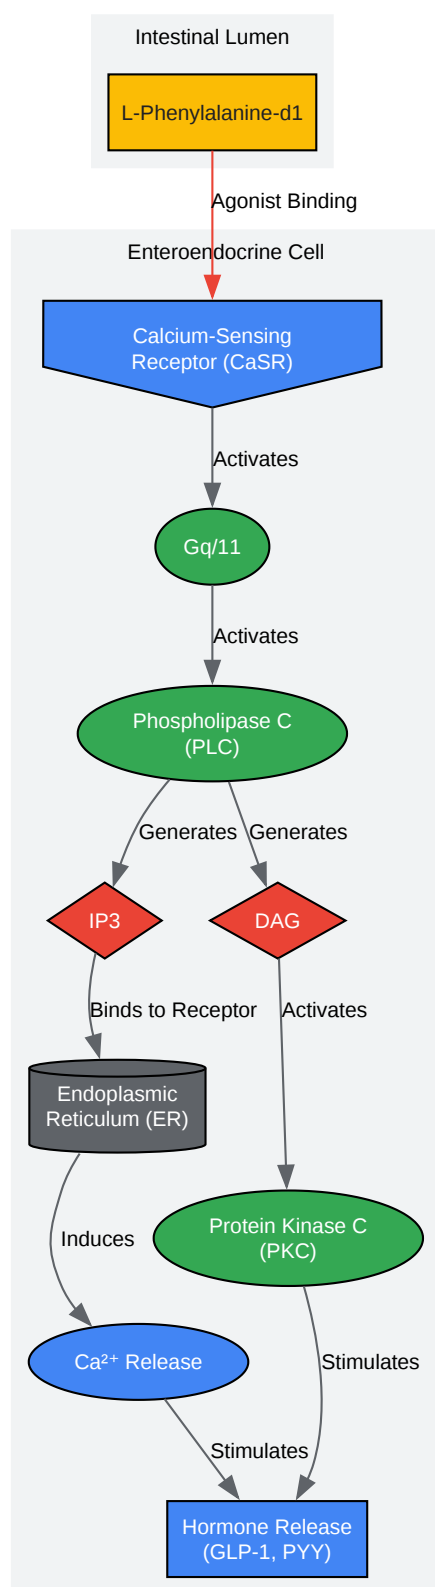 Intestinal Lumen
L-Phenylalanine-d1
Agonist Binding
Enteroendocrine Cell
Calcium-Sensing
Receptor (CaSR)
Activates
Gq/11
Activates
Phospholipase C
(PLC)
Generates
Generates
IP3
DAG
Binds to Receptor
Activates
Endoplasmic
Reticulum (ER)
Protein Kinase C
(PKC)
Induces
Ca²⁺ Release
Stimulates
Stimulates
Hormone Release
(GLP-1, PYY)